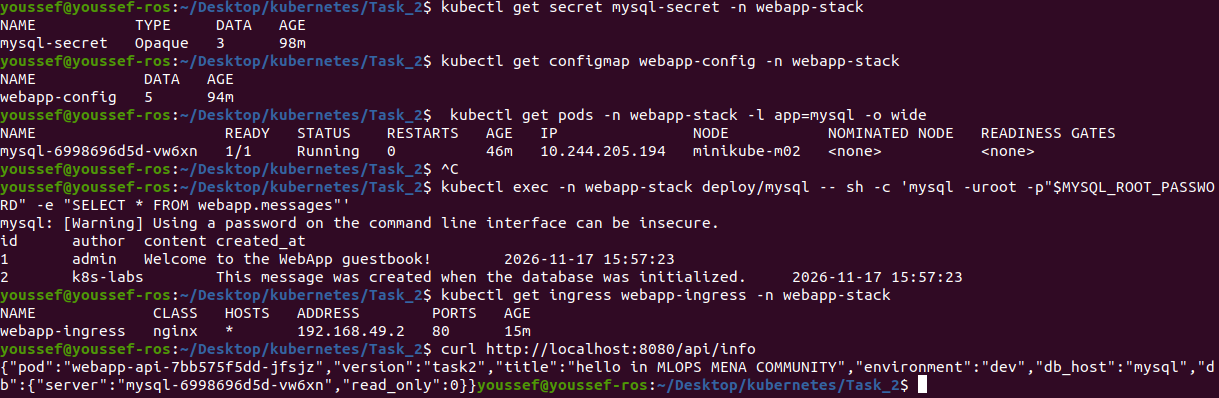 youssef@youssef-ros:~/Desktop/kubernetes/Task_2$ kubectl get secret mysql-secret -n webapp-stack
NAME           TYPE     DATA   AGE
mysql-secret   Opaque   3      98m
youssef@youssef-ros:~/Desktop/kubernetes/Task_2$ kubectl get configmap webapp-config -n webapp-stack
NAME            DATA   AGE
webapp-config   5      94m
youssef@youssef-ros:~/Desktop/kubernetes/Task_2$  kubectl get pods -n webapp-stack -l app=mysql -o wide
NAME                     READY   STATUS    RESTARTS   AGE   IP               NODE           NOMINATED NODE   READINESS GATES
mysql-6998696d5d-vw6xn   1/1     Running   0          46m   10.244.205.194   minikube-m02   <none>           <none>
youssef@youssef-ros:~/Desktop/kubernetes/Task_2$ ^C
youssef@youssef-ros:~/Desktop/kubernetes/Task_2$ kubectl exec -n webapp-stack deploy/mysql -- sh -c 'mysql -uroot -p"$MYSQL_ROOT_PASSWO
RD" -e "SELECT * FROM webapp.messages"'
mysql: [Warning] Using a password on the command line interface can be insecure.
id      author  content created_at
1       admin   Welcome to the WebApp guestbook!        2026-11-17 15:57:23
2       k8s-labs        This message was created when the database was initialized.     2026-11-17 15:57:23
youssef@youssef-ros:~/Desktop/kubernetes/Task_2$ kubectl get ingress webapp-ingress -n webapp-stack
NAME             CLASS   HOSTS   ADDRESS        PORTS   AGE
webapp-ingress   nginx   *       192.168.49.2   80      15m
youssef@youssef-ros:~/Desktop/kubernetes/Task_2$ curl http://localhost:8080/api/info
{"pod":"webapp-api-7bb575f5dd-jfsjz","version":"task2","title":"hello in MLOPS MENA COMMUNITY","environment":"dev","db_host":"mysql","d
b":{"server":"mysql-6998696d5d-vw6xn","read_only":0}}youssef@youssef-ros:~/Desktop/kubernetes/Task_2$